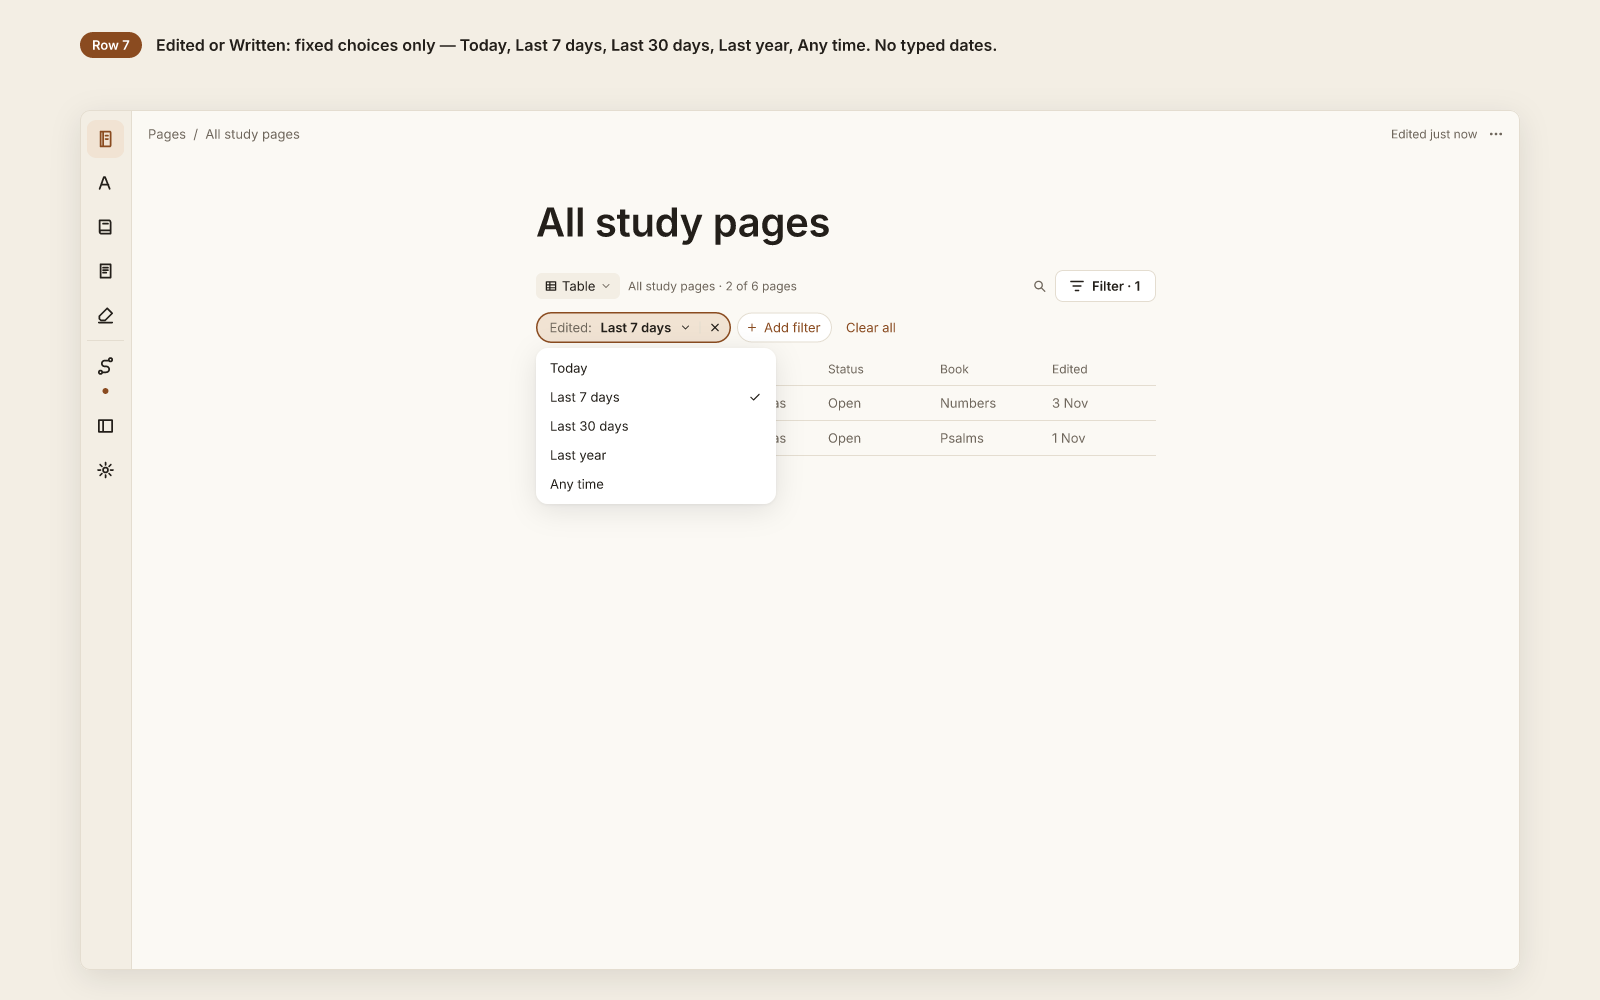 Row 7 Edited or Written: fixed choices only — Today, Last 7 days, Last 30 days, Last year, Any time. No typed dates.
Pages / All study pages
Edited just now
All study pages
Table All study pages · 2 of 6 pages
Filter · 1
Edited: Last 7 days
+ Add filter
Clear all
Today
Last 7 days
Last 30 days
Last year
Any time
Status Book Edited
Open Numbers 3 Nov
Open Psalms 1 Nov